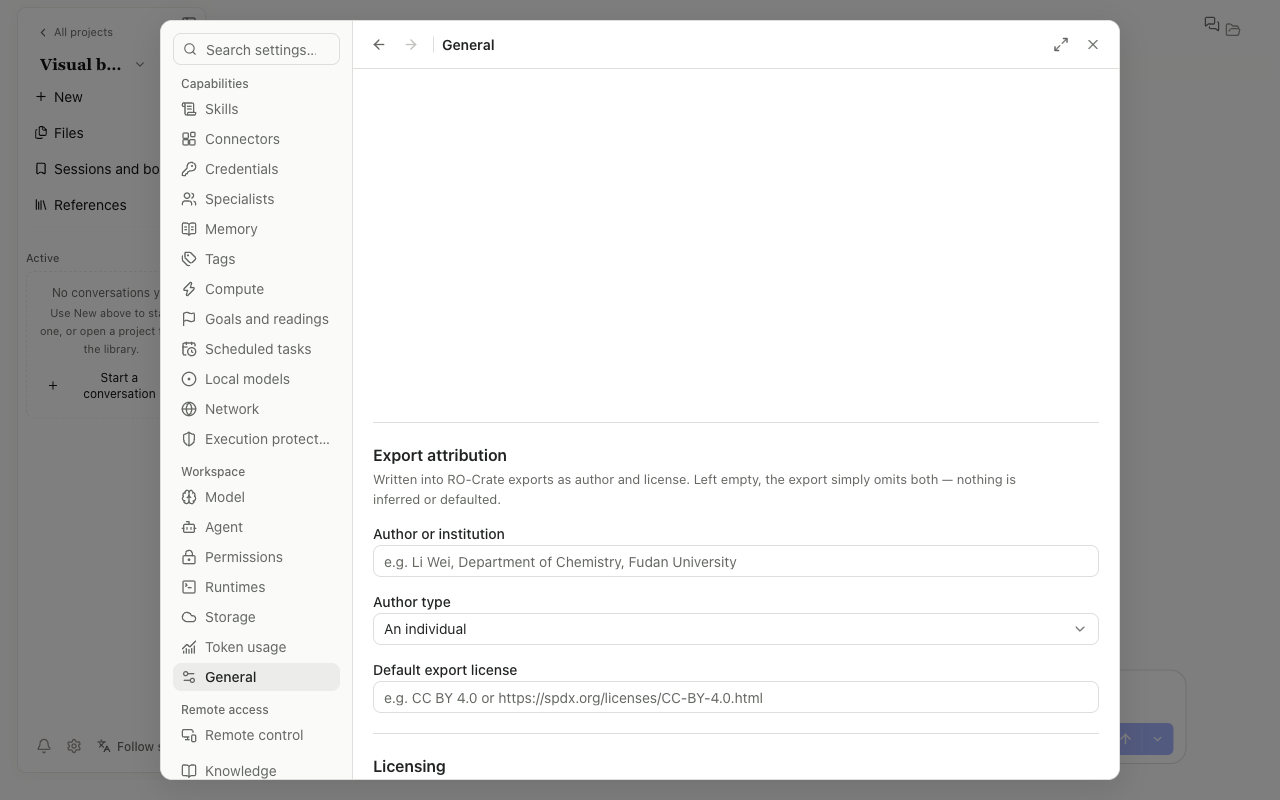 All projects
Visual b...
New
Files
Sessions and bo
References
Active
No conversations y
Use New above to sta
one, or open a project f
the library.
Start a
conversation
Search settings...
Capabilities
Skills
Connectors
Credentials
Specialists
Memory
Tags
Compute
Goals and readings
Scheduled tasks
Local models
Network
Execution protect...
Workspace
Model
Agent
Permissions
Runtimes
Storage
Token usage
General
Remote access
Remote control
Knowledge
General
Export attribution
Written into RO-Crate exports as author and license. Left empty, the export simply omits both — nothing is
inferred or defaulted.
Author or institution
e.g. Li Wei, Department of Chemistry, Fudan University
Author type
An individual
Default export license
e.g. CC BY 4.0 or https://spdx.org/licenses/CC-BY-4.0.html
Licensing
Follow s